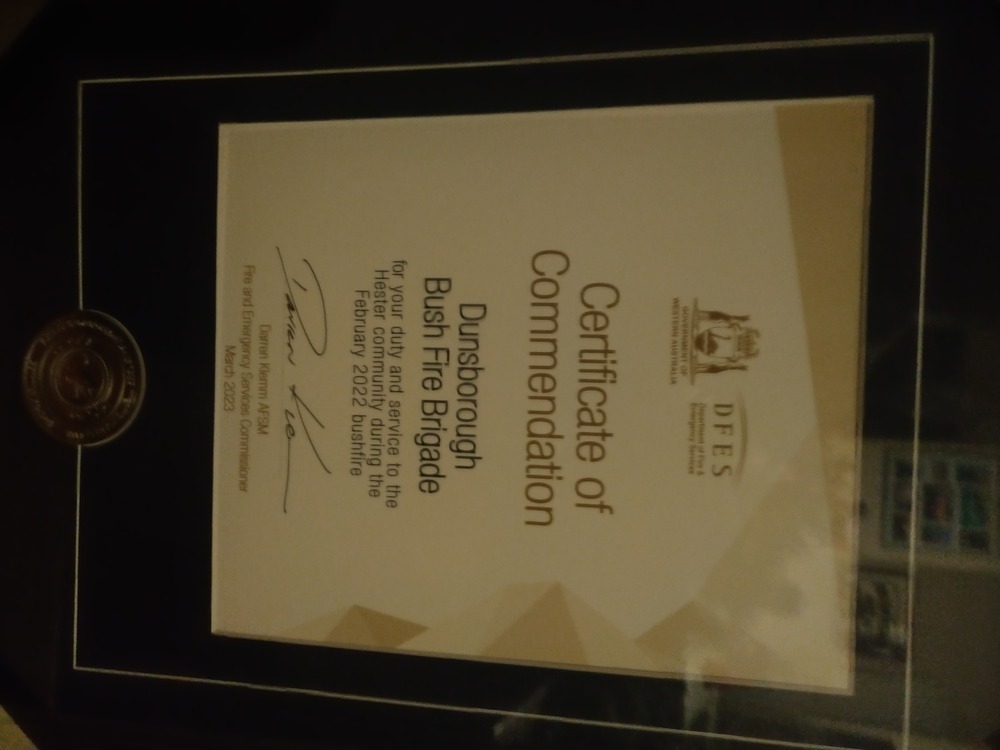 GOVERNMENT OF
WESTERN AUSTRALIA
DFES
Department of Fire &
Emergency Services
Certificate of
Commendation
Dunsborough
Bush Fire Brigade
for your duty and service to the
Hester community during the
February 2022 bushfire
Darren Klemm AFSM
Fire and Emergency Services Commissioner
March 2023